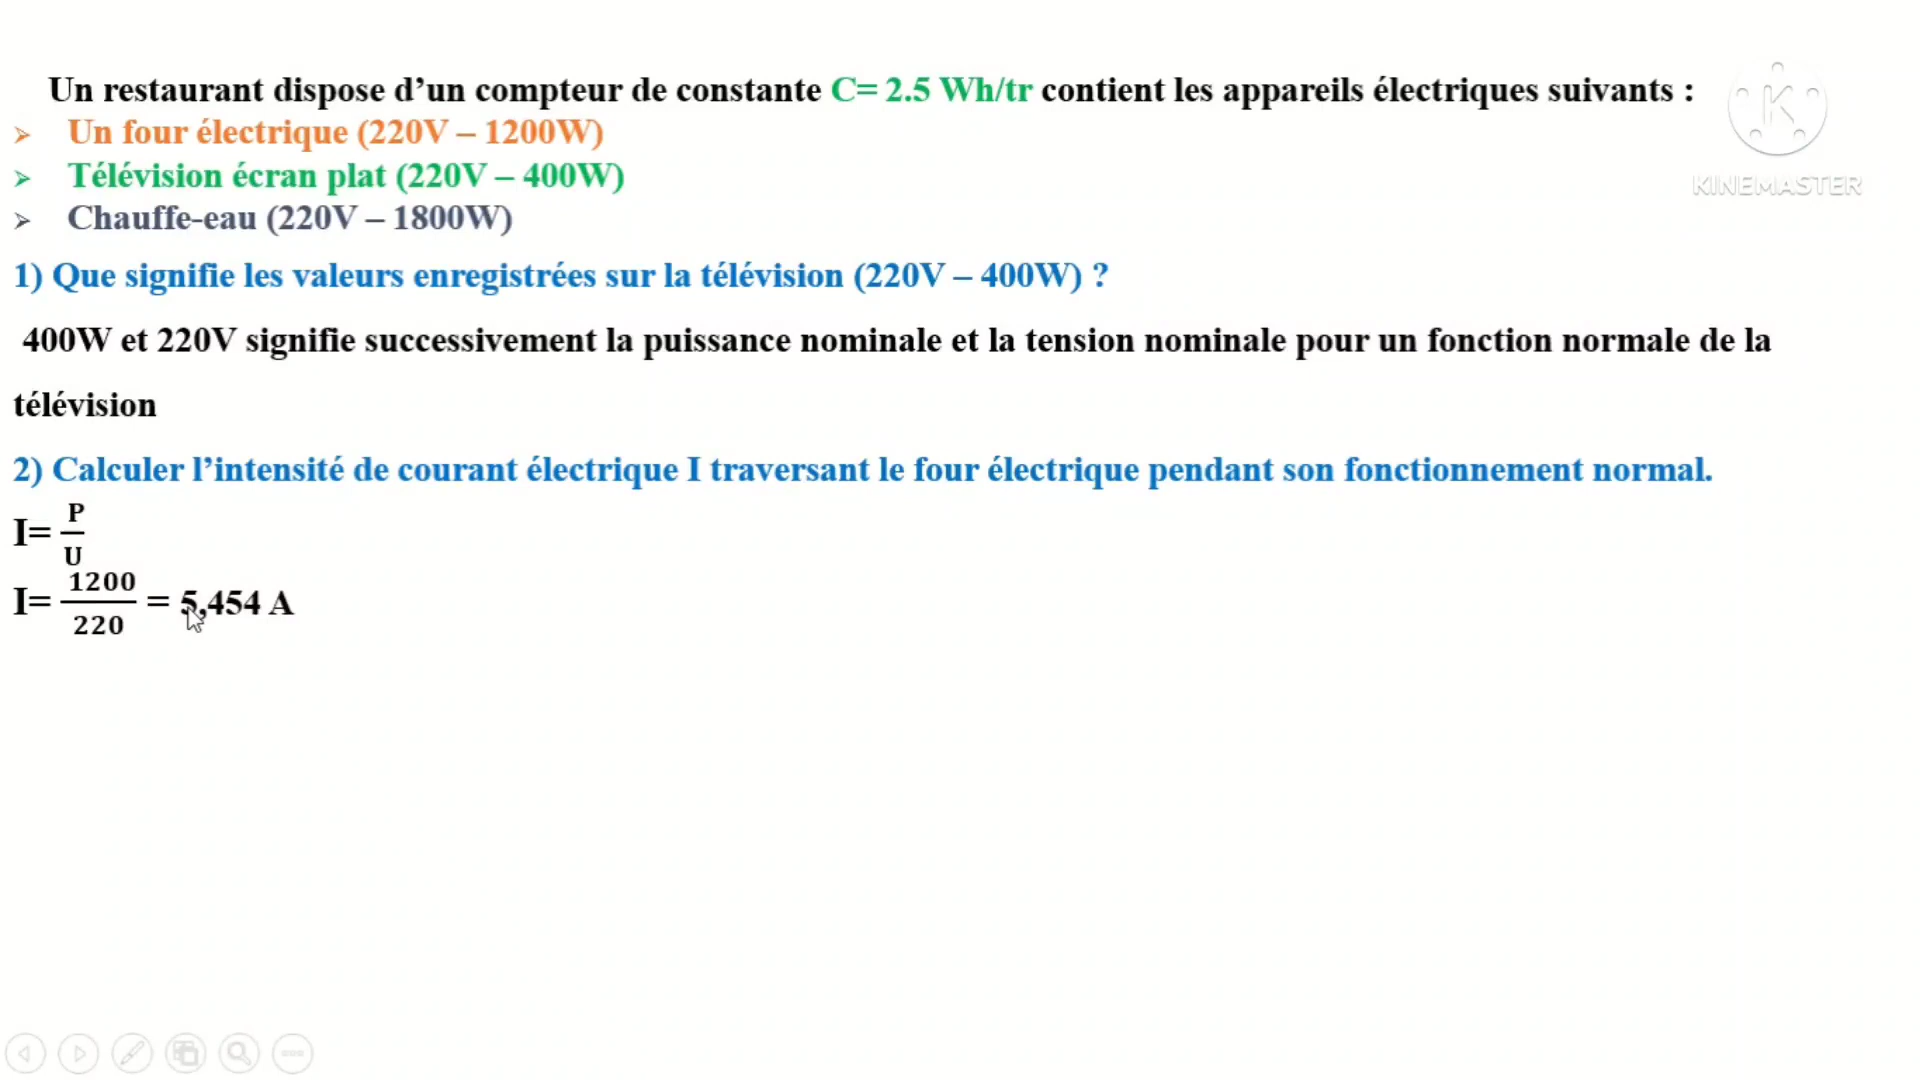 Un restaurant dispose d’un compteur de constante C= 2.5 Wh/tr contient les appareils électriques suivants :
➢ Un four électrique (220V – 1200W)
➢ Télévision écran plat (220V – 400W)
➢ Chauffe-eau (220V – 1800W)
KINEMASTER
1) Que signifie les valeurs enregistrées sur la télévision (220V – 400W) ?
400W et 220V signifie successivement la puissance nominale et la tension nominale pour un fonction normale de la
télévision
2) Calculer l’intensité de courant électrique I traversant le four électrique pendant son fonctionnement normal.
I= P/U
I= 1200/220 = 5,454 A